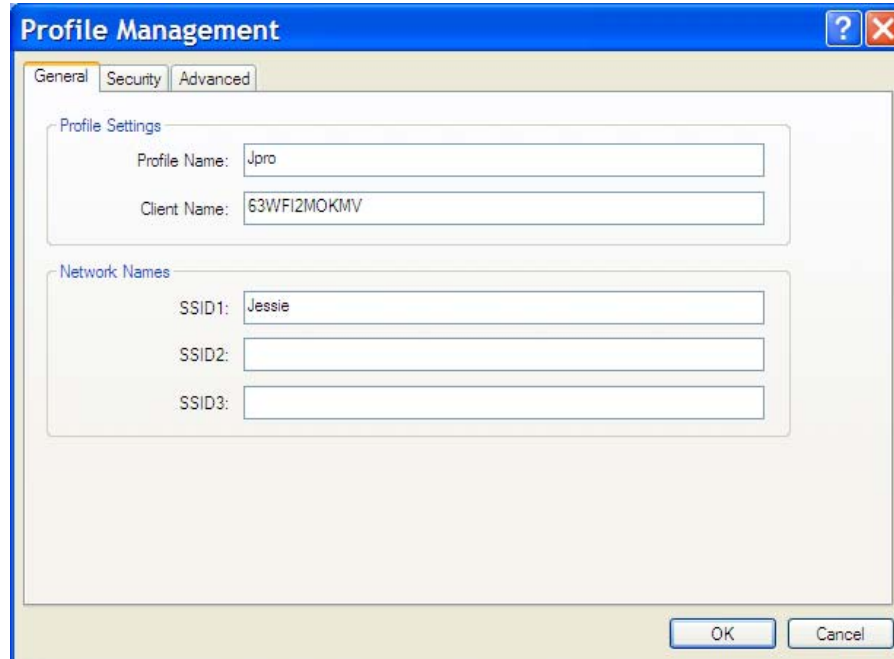 Profile Management
General Security Advanced
Profile Settings
Profile Name: Jpro
Client Name: 63WFI2MOKMV
Network Names
SSID1: Jessie
SSID2:
SSID3:
OK Cancel